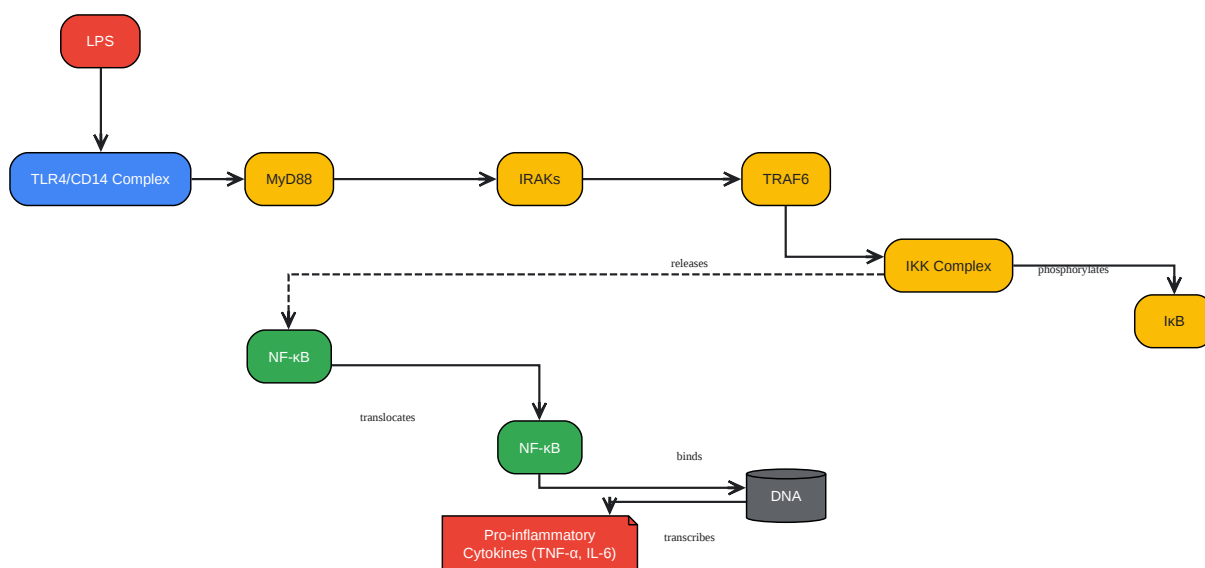 LPS
TLR4/CD14 Complex
MyD88
IRAKs
TRAF6
releases
IKK Complex
phosphorylates
IκB
NF-κB
translocates
NF-κB
binds
DNA
transcribes
Pro-inflammatory
Cytokines (TNF-α, IL-6)